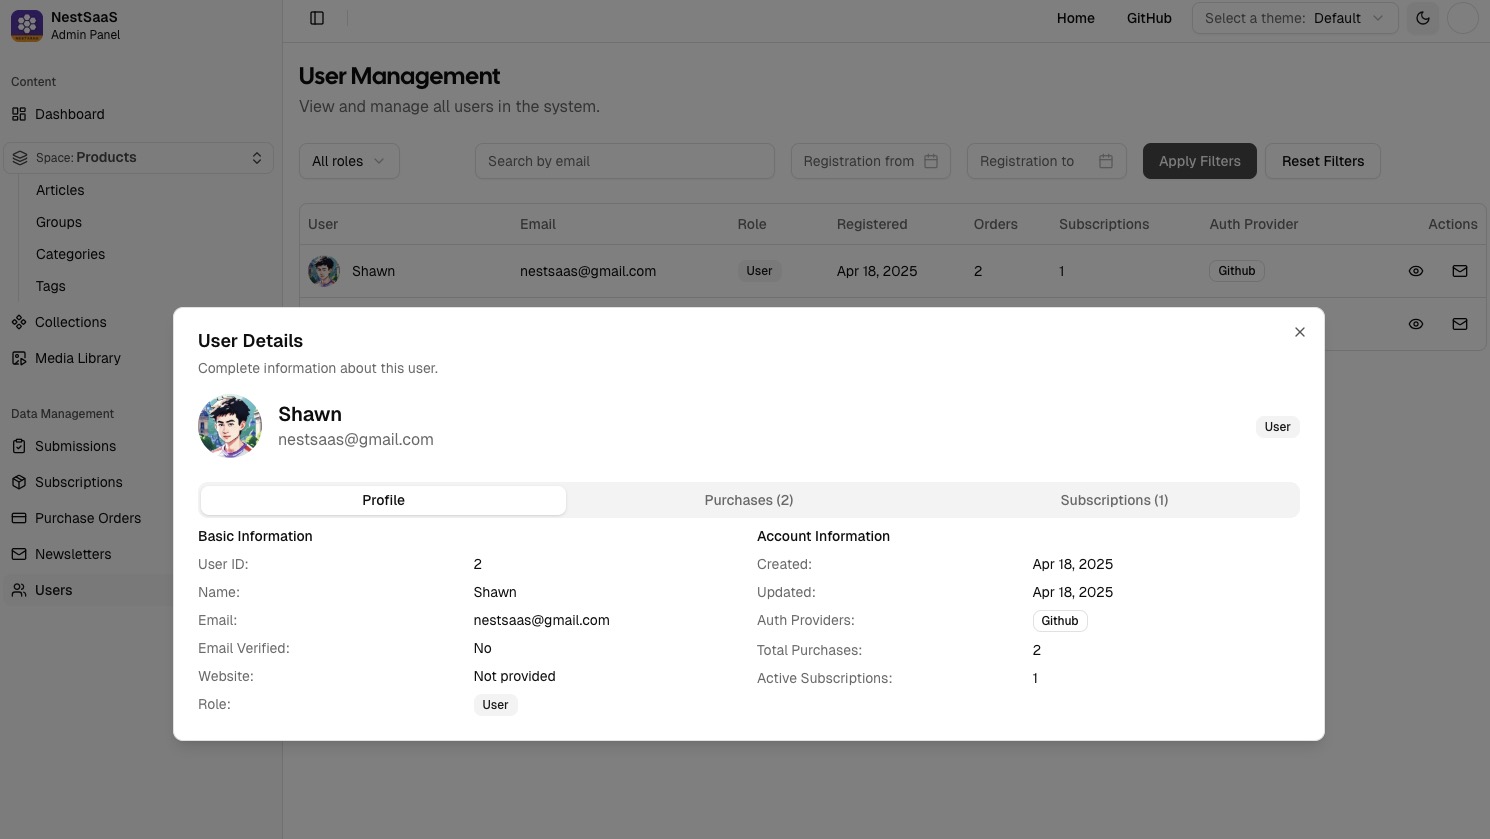 NestSaaS
Admin Panel
Home
GitHub
Select a theme: Default
Content
Dashboard
Space: Products
Articles
Groups
Categories
Tags
Collections
Media Library
Data Management
Submissions
Subscriptions
Purchase Orders
Newsletters
Users
User Management
View and manage all users in the system.
All roles
Search by email
Registration from
Registration to
Apply Filters
Reset Filters
User Email Role Registered Orders Subscriptions Auth Provider Actions
Shawn nestsaas@gmail.com User Apr 18, 2025 2 1 Github
User Details
Complete information about this user.
Shawn
nestsaas@gmail.com
User
Profile
Purchases (2)
Subscriptions (1)
Basic Information
User ID: 2
Name: Shawn
Email: nestsaas@gmail.com
Email Verified: No
Website: Not provided
Role: User
Account Information
Created: Apr 18, 2025
Updated: Apr 18, 2025
Auth Providers: Github
Total Purchases: 2
Active Subscriptions: 1